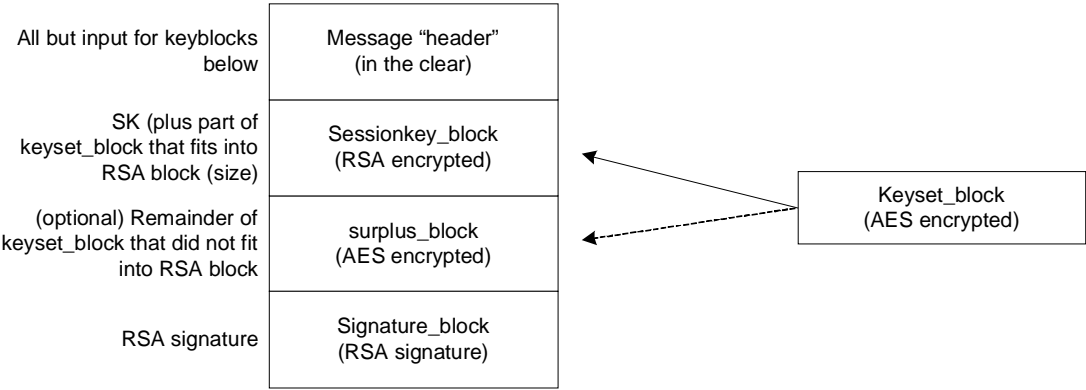 All but input for keyblocks
below
Message “header”
(in the clear)
SK (plus part of
keyset_block that fits into
RSA block (size)
Sessionkey_block
(RSA encrypted)
Keyset_block
(AES encrypted)
(optional) Remainder of
keyset_block that did not fit
into RSA block
surplus_block
(AES encrypted)
RSA signature
Signature_block
(RSA signature)